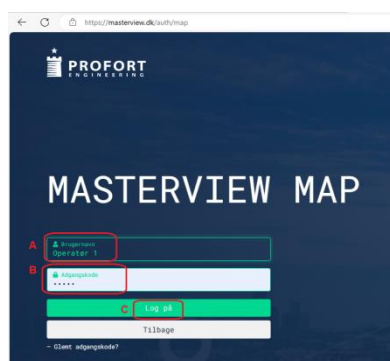 https://masterview.dk/auth/map
PROFORT
ENGINEERING
MASTERVIEW MAP
A
Brugernavn
Operatør 1
B
Adgangskode
•••••
C
Log på
Tilbage
– Glemt adgangskode?